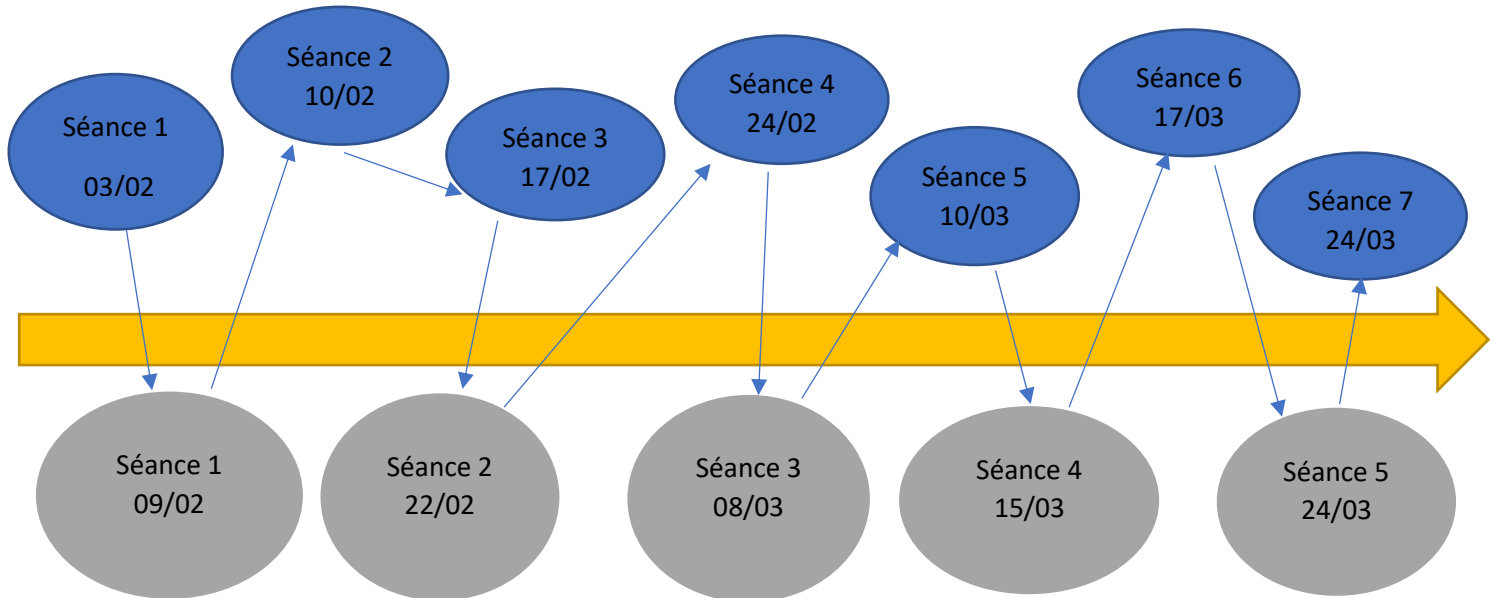 Séance 1
03/02
Séance 2
10/02
Séance 3
17/02
Séance 4
24/02
Séance 5
10/03
Séance 6
17/03
Séance 7
24/03
Séance 1
09/02
Séance 2
22/02
Séance 3
08/03
Séance 4
15/03
Séance 5
24/03